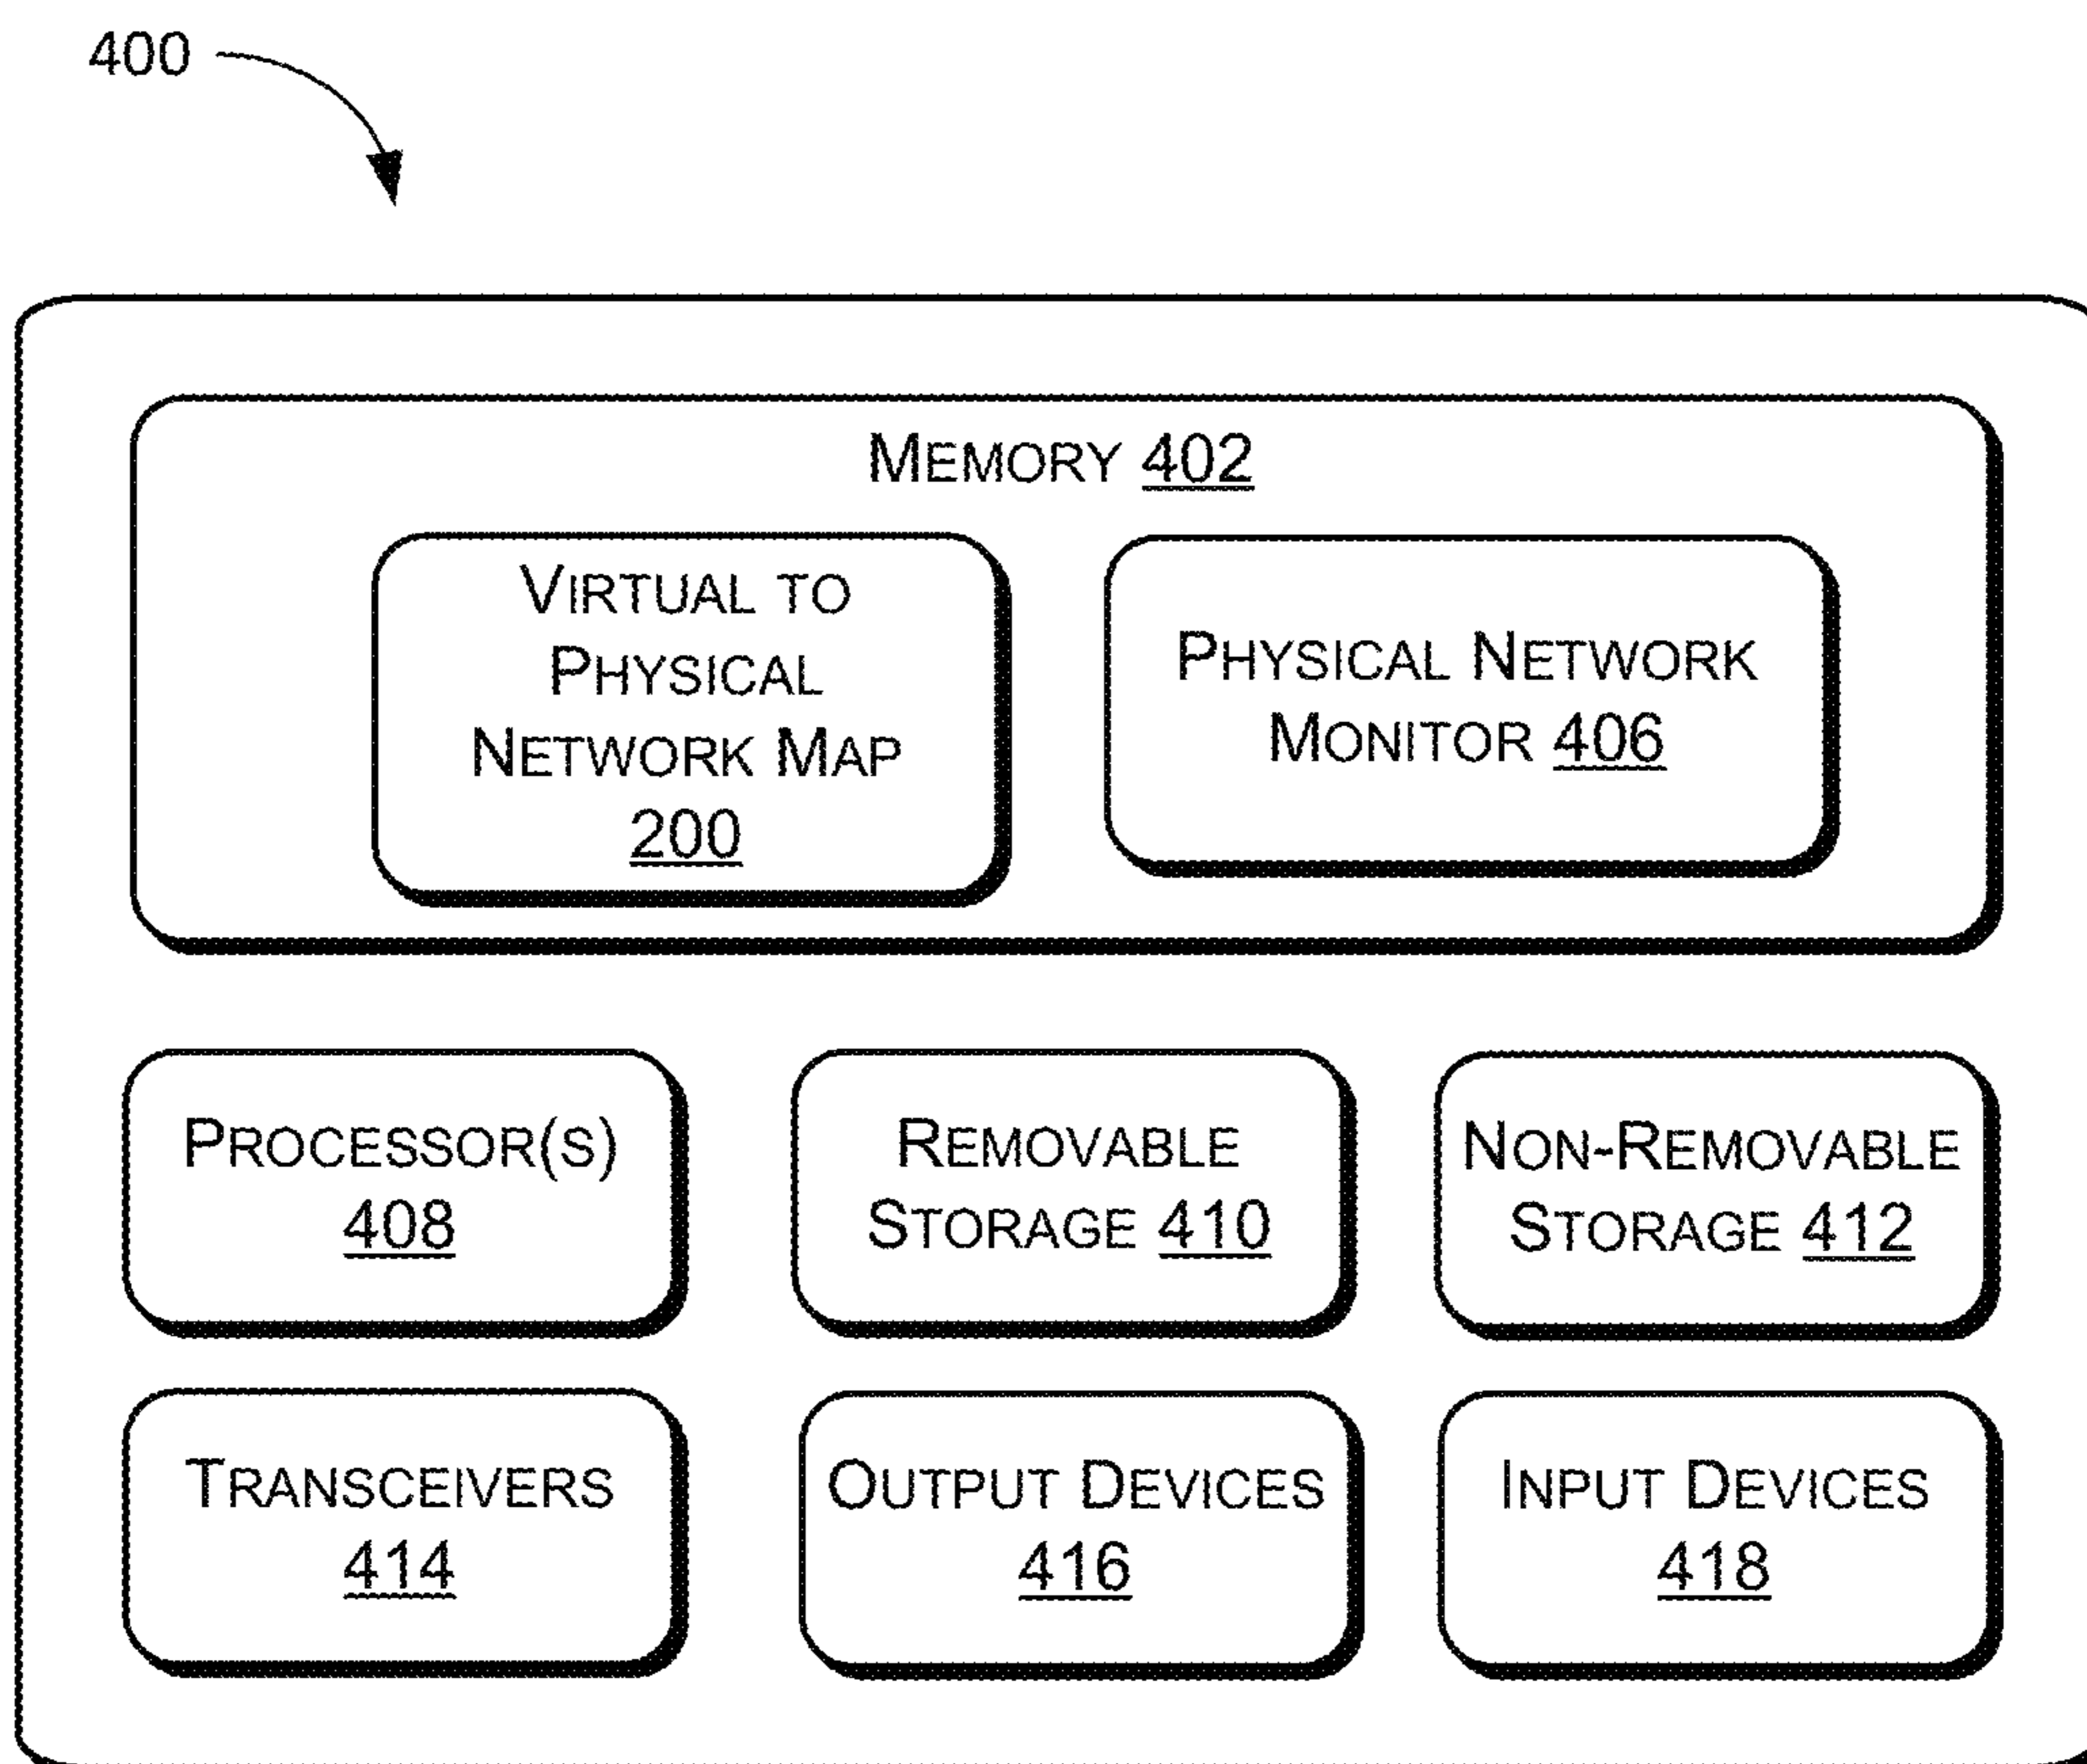 400
MEMORY 402
VIRTUAL TO
PHYSICAL
NETWORK MAP
200
PHYSICAL NETWORK
MONITOR 406
PROCESSOR(S)
408
REMOVABLE
STORAGE 410
NON-REMOVABLE
STORAGE 412
TRANSCEIVERS
414
OUTPUT DEVICES
416
INPUT DEVICES
418